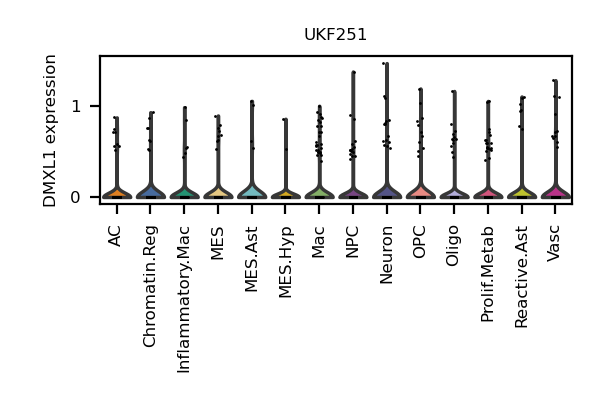 UKF251
DMXL1 expression
1
0
AC
Chromatin.Reg
Inflammatory.Mac
MES
MES.Ast
MES.Hyp
Mac
NPC
Neuron
OPC
Oligo
Prolif.Metab
Reactive.Ast
Vasc